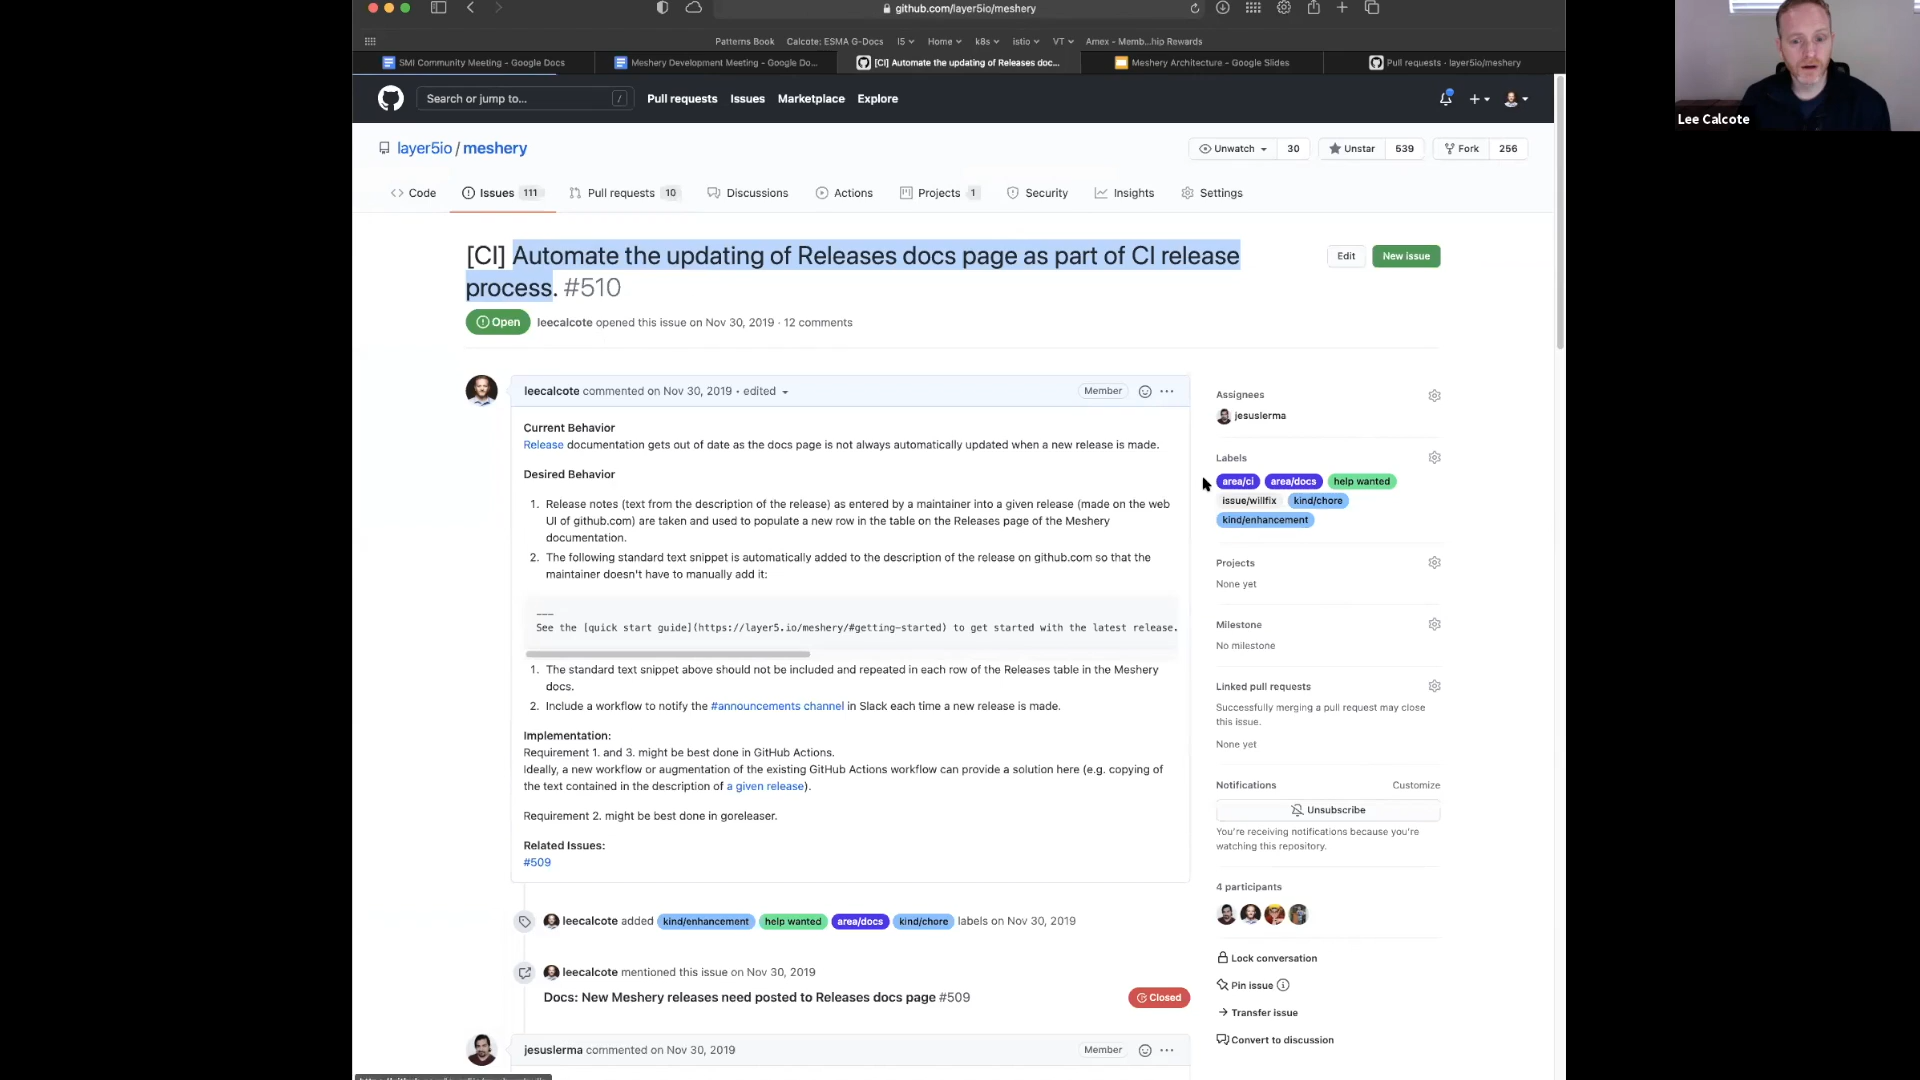 github.com/layer5io/meshery
Patterns Book Calcote: ESMA G-Docs l5 Home k8s istio VT Amex - Memb...hip Rewards
SMI Community Meeting - Google Docs Meshery Development Meeting - Google Do... [CI] Automate the updating of Releases doc... Meshery Architecture - Google Slides Pull requests · layer5io/meshery
Search or jump to... / Pull requests Issues Marketplace Explore
Lee Calcote
layer5io / meshery Unwatch 30 Unstar 539 Fork 256
Code Issues 111 Pull requests 10 Discussions Actions Projects 1 Security Insights Settings
[CI] Automate the updating of Releases docs page as part of CI release
process. #510
Edit New issue
Open leecalcote opened this issue on Nov 30, 2019 · 12 comments
leecalcote commented on Nov 30, 2019 • edited Member
Current Behavior
Release documentation gets out of date as the docs page is not always automatically updated when a new release is made.
Desired Behavior
1. Release notes (text from the description of the release) as entered by a maintainer into a given release (made on the web
UI of github.com) are taken and used to populate a new row in the table on the Releases page of the Meshery
documentation.
2. The following standard text snippet is automatically added to the description of the release on github.com so that the
maintainer doesn't have to manually add it:
---
See the [quick start guide](https://layer5.io/meshery/#getting-started) to get started with the latest release.
1. The standard text snippet above should not be included and repeated in each row of the Releases table in the Meshery
docs.
2. Include a workflow to notify the #announcements channel in Slack each time a new release is made.
Implementation:
Requirement 1. and 3. might be best done in GitHub Actions.
Ideally, a new workflow or augmentation of the existing GitHub Actions workflow can provide a solution here (e.g. copying of
the text contained in the description of a given release).
Requirement 2. might be best done in goreleaser.
Related Issues:
#509
leecalcote added kind/enhancement help wanted area/docs kind/chore labels on Nov 30, 2019
leecalcote mentioned this issue on Nov 30, 2019
Docs: New Meshery releases need posted to Releases docs page #509 Closed
jesuslerma commented on Nov 30, 2019 Member
Assignees
jesuslerma
Labels
area/ci area/docs help wanted
issue/willfix kind/chore
kind/enhancement
Projects
None yet
Milestone
No milestone
Linked pull requests
Successfully merging a pull request may close
this issue.
None yet
Notifications Customize
Unsubscribe
You're receiving notifications because you're
watching this repository.
4 participants
Lock conversation
Pin issue
Transfer issue
Convert to discussion